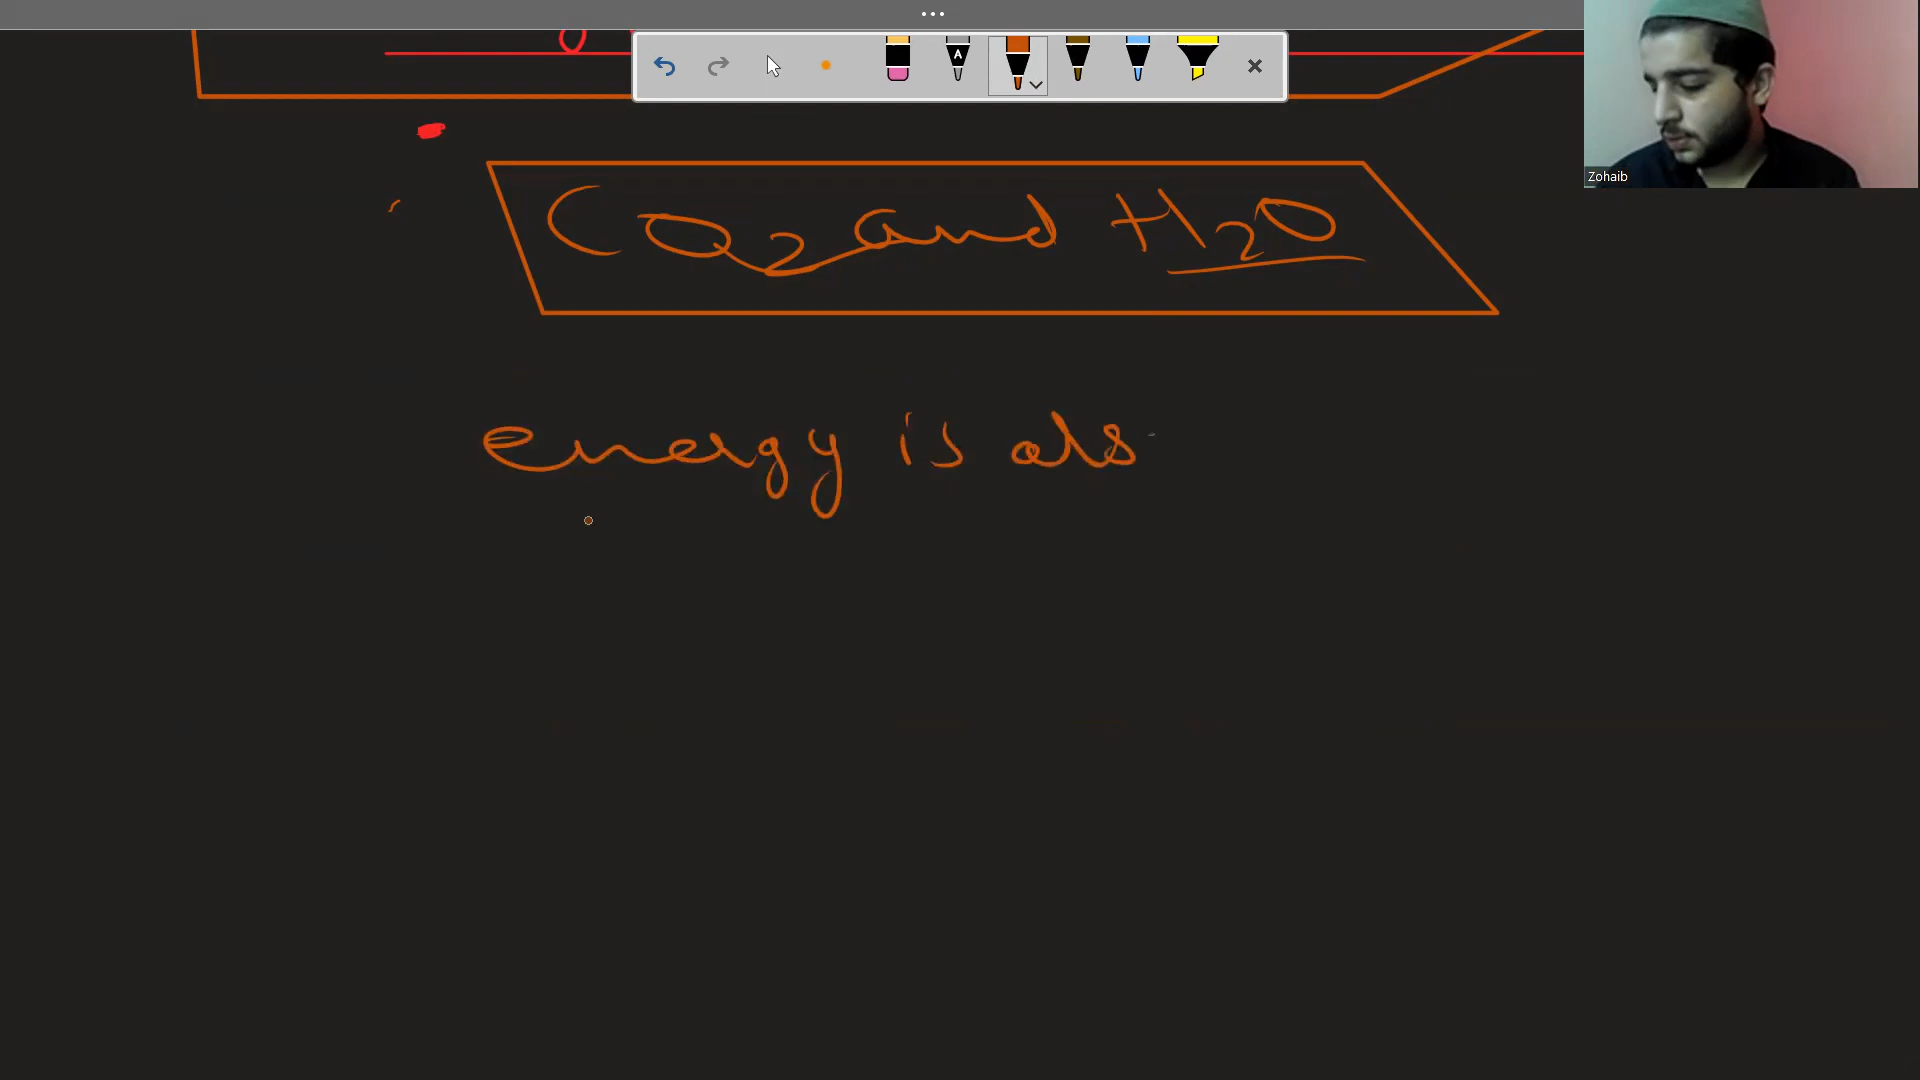 Zohaib
CO2 and H2O
energy is als